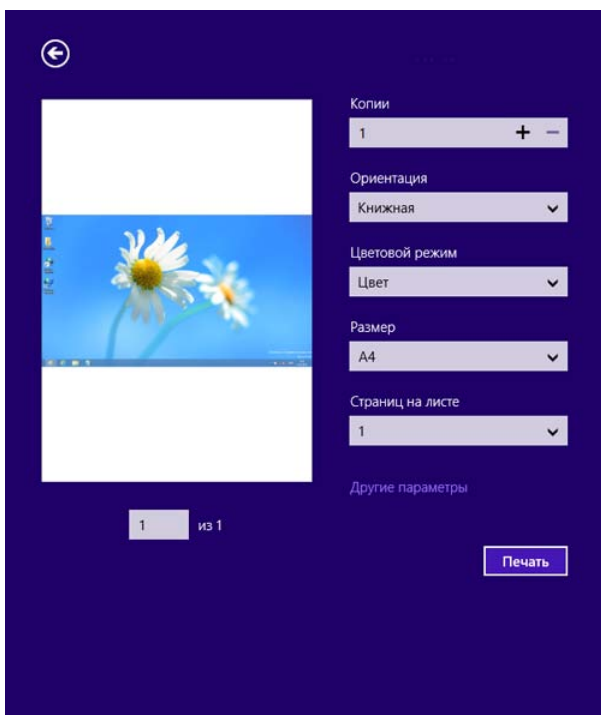 Копии
1
Ориентация
Книжная
Цветовой режим
Цвет
Размер
A4
Страниц на листе
1
Другие параметры
1 из 1
Печать